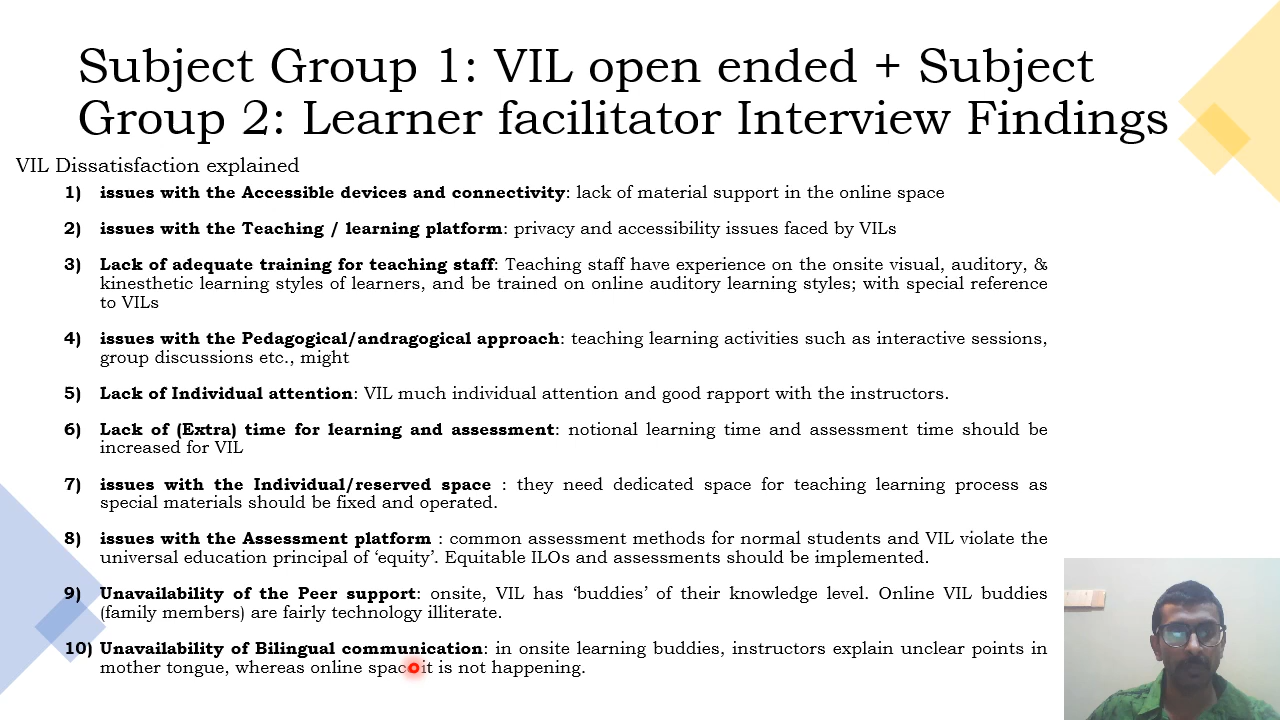 Subject Group 1: VIL open ended + Subject
Group 2: Learner facilitator Interview Findings
VIL Dissatisfaction explained
1) issues with the Accessible devices and connectivity: lack of material support in the online space
2) issues with the Teaching / learning platform: privacy and accessibility issues faced by VILs
3) Lack of adequate training for teaching staff: Teaching staff have experience on the onsite visual, auditory, &
kinesthetic learning styles of learners, and be trained on online auditory learning styles; with special reference
to VILs
4) issues with the Pedagogical/andragogical approach: teaching learning activities such as interactive sessions,
group discussions etc., might
5) Lack of Individual attention: VIL much individual attention and good rapport with the instructors.
6) Lack of (Extra) time for learning and assessment: notional learning time and assessment time should be
increased for VIL
7) issues with the Individual/reserved space : they need dedicated space for teaching learning process as
special materials should be fixed and operated.
8) issues with the Assessment platform : common assessment methods for normal students and VIL violate the
universal education principal of ‘equity’. Equitable ILOs and assessments should be implemented.
9) Unavailability of the Peer support: onsite, VIL has ‘buddies’ of their knowledge level. Online VIL buddies
(family members) are fairly technology illiterate.
10) Unavailability of Bilingual communication: in onsite learning buddies, instructors explain unclear points in
mother tongue, whereas online space it is not happening.